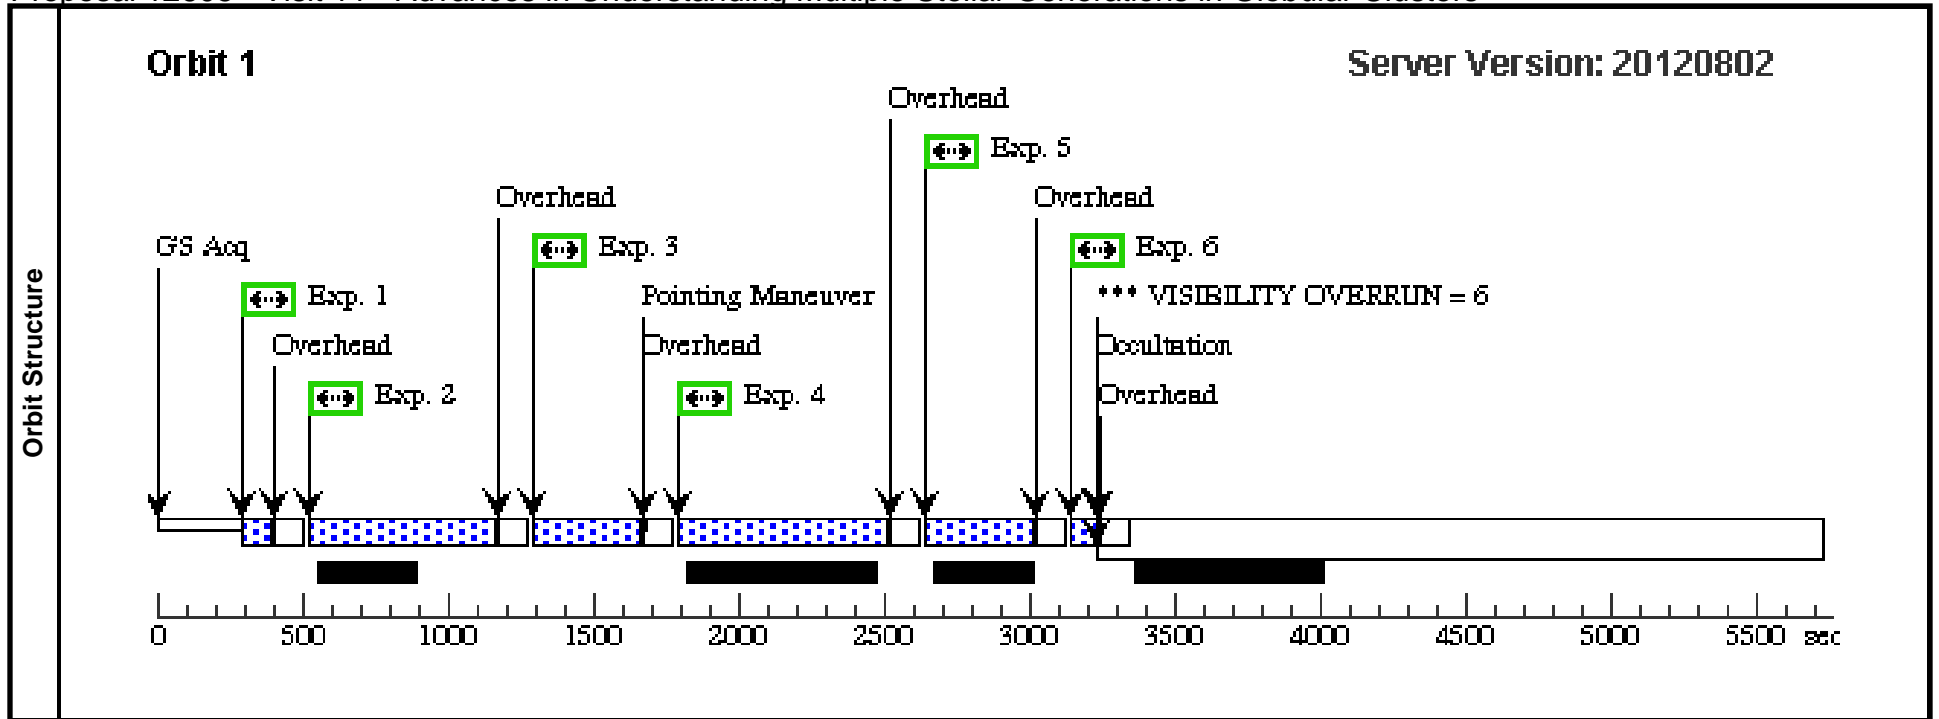 Orbit 1
Server Version: 20120802
Overhead
Exp. 5
Overhead
Overhead
GS Acq
Exp. 3
Exp. 6
Exp. 1
Pointing Maneuver
*** VISIBILITY OVERRUN = 6
Overhead
Overhead
Occultation
Exp. 2
Exp. 4
Overhead
Orbit Structure
0 500 1000 1500 2000 2500 3000 3500 4000 4500 5000 5500 sec